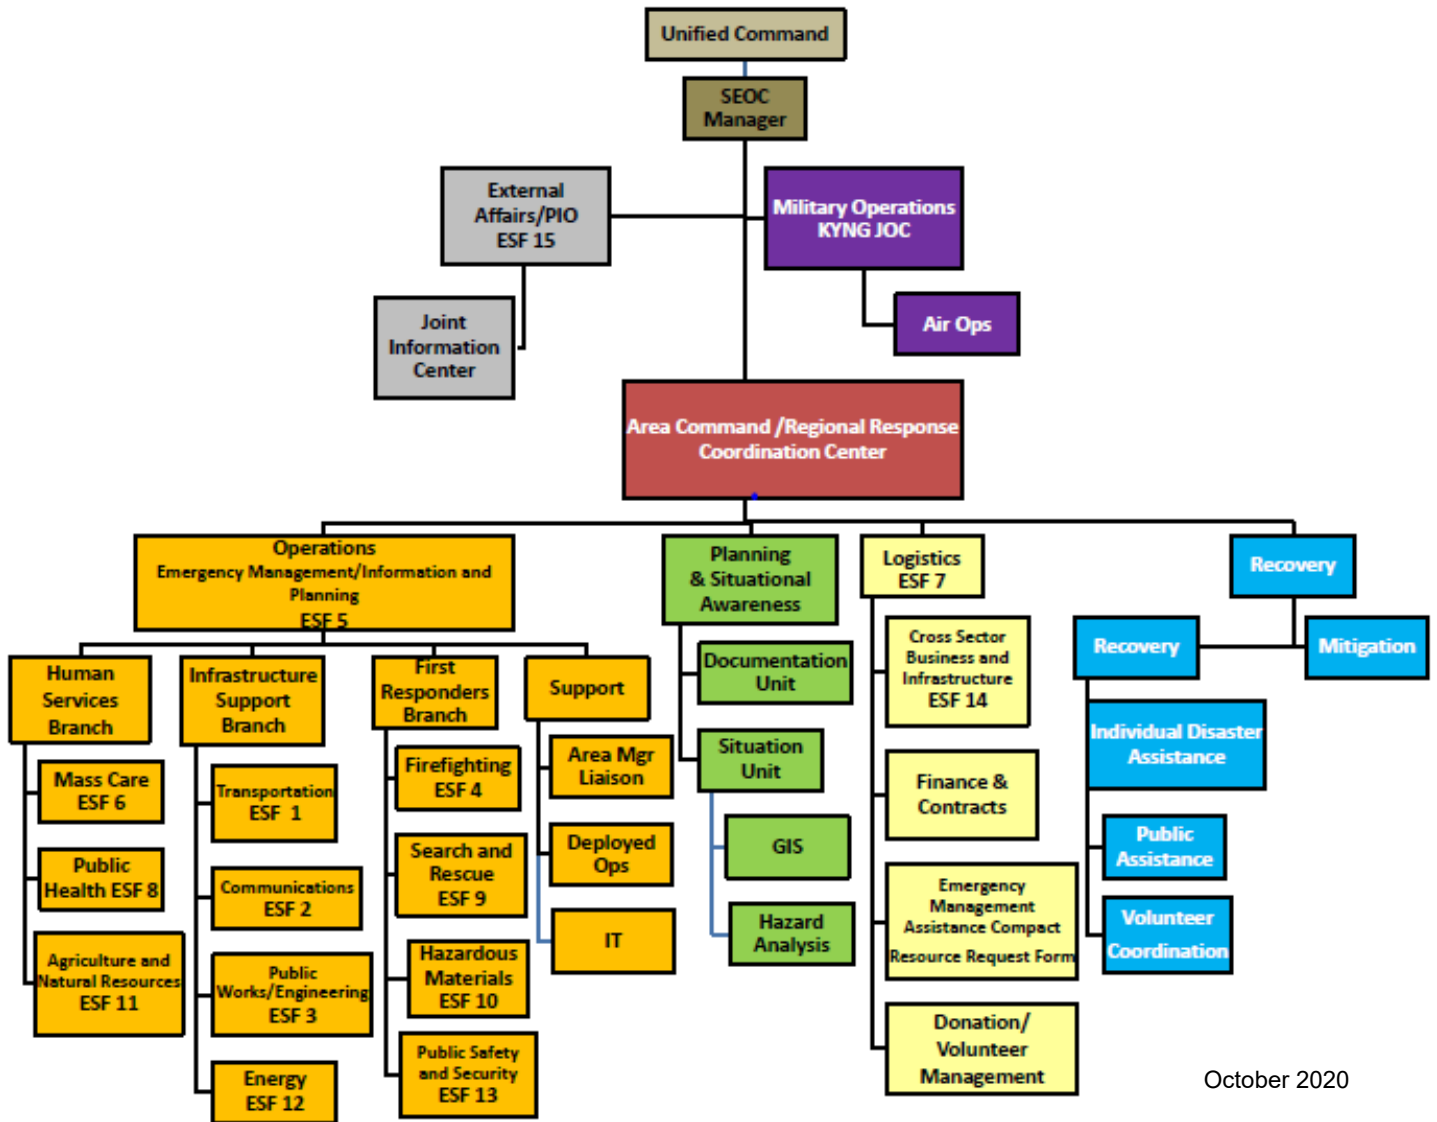 Unified Command
SEOC
Manager
External
Affairs/PIO
ESF 15
Military Operations
KYNG JOC
Joint
Information
Center
Air Ops
Area Command /Regional Response
Coordination Center
Operations
Emergency Management/Information and
Planning
ESF 5
Planning
& Situational
Awareness
Logistics
ESF 7
Recovery
Human
Services
Branch
Mass Care
ESF 6
Public
Health ESF 8
Agriculture and
Natural Resources
ESF 11
Infrastructure
Support
Branch
Transportation
ESF 1
Communications
ESF 2
Public
Works/Engineering
ESF 3
Energy
ESF 12
First
Responders
Branch
Firefighting
ESF 4
Search and
Rescue
ESF 9
Hazardous
Materials
ESF 10
Public Safety
and Security
ESF 13
Support
Area Mgr
Liaison
Deployed
Ops
IT
Documentation
Unit
Situation
Unit
GIS
Hazard
Analysis
Cross Sector
Business and
Infrastructure
ESF 14
Finance &
Contracts
Emergency
Management
Assistance Compact
Resource Request Form
Donation/
Volunteer
Management
Recovery
Mitigation
Individual Disaster
Assistance
Public
Assistance
Volunteer
Coordination
October 2020